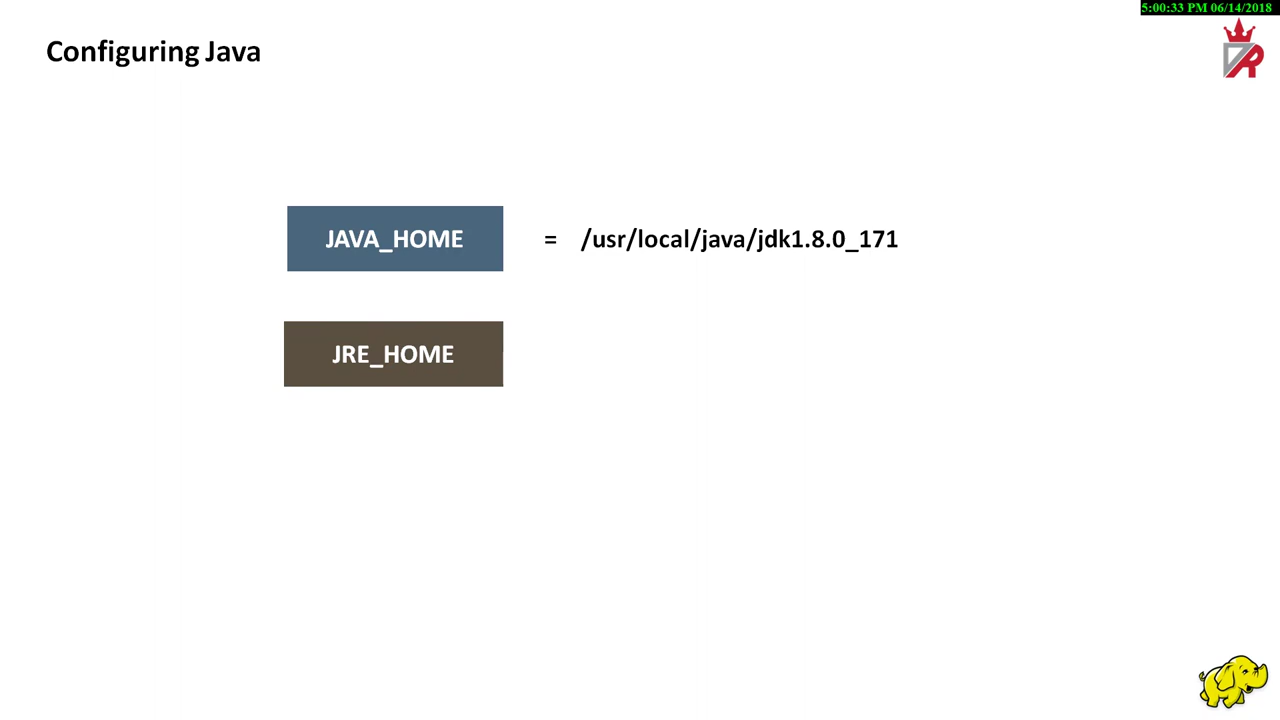 5:00:33 PM 06/14/2018
Configuring Java
JAVA_HOME = /usr/local/java/jdk1.8.0_171
JRE_HOME